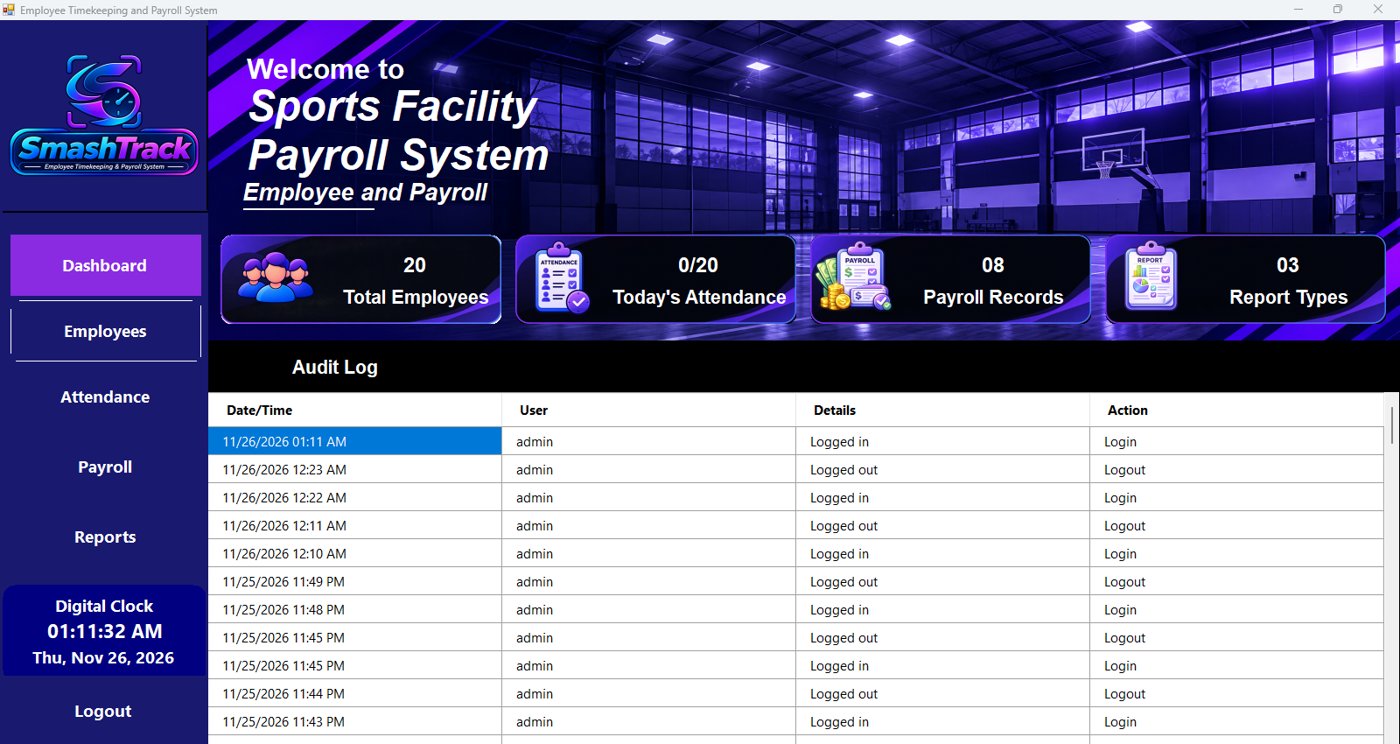 Employee Timekeeping and Payroll System
SmashTrack
Employee Timekeeping & Payroll System
Dashboard
Employees
Attendance
Payroll
Reports
Digital Clock
01:11:32 AM
Thu, Nov 26, 2026
Logout
Welcome to
Sports Facility
Payroll System
Employee and Payroll
20
Total Employees
ATTENDANCE
0/20
Today's Attendance
PAYROLL
08
Payroll Records
REPORT
03
Report Types
Audit Log
Date/Time User Details Action
11/26/2026 01:11 AM admin Logged in Login
11/26/2026 12:23 AM admin Logged out Logout
11/26/2026 12:22 AM admin Logged in Login
11/26/2026 12:11 AM admin Logged out Logout
11/26/2026 12:10 AM admin Logged in Login
11/25/2026 11:49 PM admin Logged out Logout
11/25/2026 11:48 PM admin Logged in Login
11/25/2026 11:45 PM admin Logged out Logout
11/25/2026 11:45 PM admin Logged in Login
11/25/2026 11:44 PM admin Logged out Logout
11/25/2026 11:43 PM admin Logged in Login